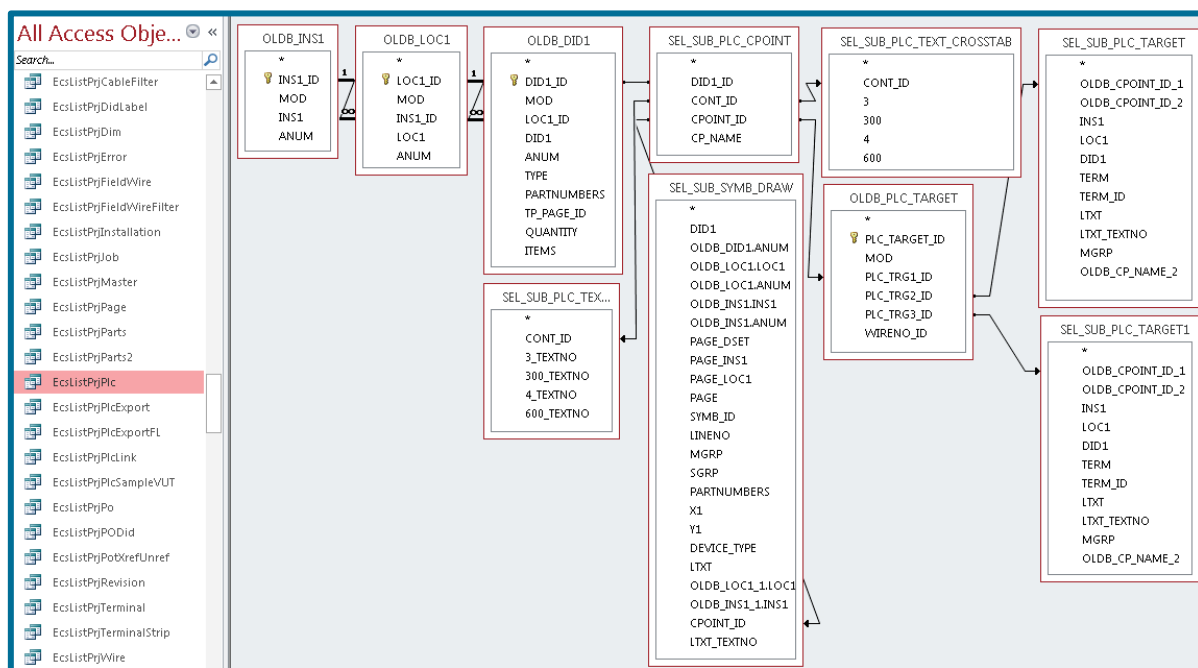 All Access Obje...
Search...
EcsListPrjCableFilter
EcsListPrjDidLabel
EcsListPrjDim
EcsListPrjError
EcsListPrjFieldWire
EcsListPrjFieldWireFilter
EcsListPrjInstallation
EcsListPrjJob
EcsListPrjMaster
EcsListPrjPage
EcsListPrjParts
EcsListPrjParts2
EcsListPrjPlc
EcsListPrjPlcExport
EcsListPrjPlcExportFL
EcsListPrjPlcLink
EcsListPrjPlcSampleVUT
EcsListPrjPo
EcsListPrjPODid
EcsListPrjPotXrefUnref
EcsListPrjRevision
EcsListPrjTerminal
EcsListPrjTerminalStrip
EcsListPrjWire
OLDB_INS1
*
INS1_ID
MOD
INS1
ANUM
1
∞
OLDB_LOC1
*
LOC1_ID
MOD
INS1_ID
LOC1
ANUM
1
∞
OLDB_DID1
*
DID1_ID
MOD
LOC1_ID
DID1
ANUM
TYPE
PARTNUMBERS
TP_PAGE_ID
QUANTITY
ITEMS
SEL_SUB_PLC_TEX...
*
CONT_ID
3_TEXTNO
300_TEXTNO
4_TEXTNO
600_TEXTNO
SEL_SUB_PLC_CPOINT
*
DID1_ID
CONT_ID
CPOINT_ID
CP_NAME
SEL_SUB_SYMB_DRAW
*
DID1
OLDB_DID1.ANUM
OLDB_LOC1.LOC1
OLDB_LOC1.ANUM
OLDB_INS1.INS1
OLDB_INS1.ANUM
PAGE_DSET
PAGE_INS1
PAGE_LOC1
PAGE
SYMB_ID
LINENO
MGRP
SGRP
PARTNUMBERS
X1
Y1
DEVICE_TYPE
LTXT
OLDB_LOC1_1.LOC1
OLDB_INS1_1.INS1
CPOINT_ID
LTXT_TEXTNO
SEL_SUB_PLC_TEXT_CROSSTAB
*
CONT_ID
3
300
4
600
OLDB_PLC_TARGET
*
PLC_TARGET_ID
MOD
PLC_TRG1_ID
PLC_TRG2_ID
PLC_TRG3_ID
WIRENO_ID
SEL_SUB_PLC_TARGET
*
OLDB_CPOINT_ID_1
OLDB_CPOINT_ID_2
INS1
LOC1
DID1
TERM
TERM_ID
LTXT
LTXT_TEXTNO
MGRP
OLDB_CP_NAME_2
SEL_SUB_PLC_TARGET1
*
OLDB_CPOINT_ID_1
OLDB_CPOINT_ID_2
INS1
LOC1
DID1
TERM
TERM_ID
LTXT
LTXT_TEXTNO
MGRP
OLDB_CP_NAME_2